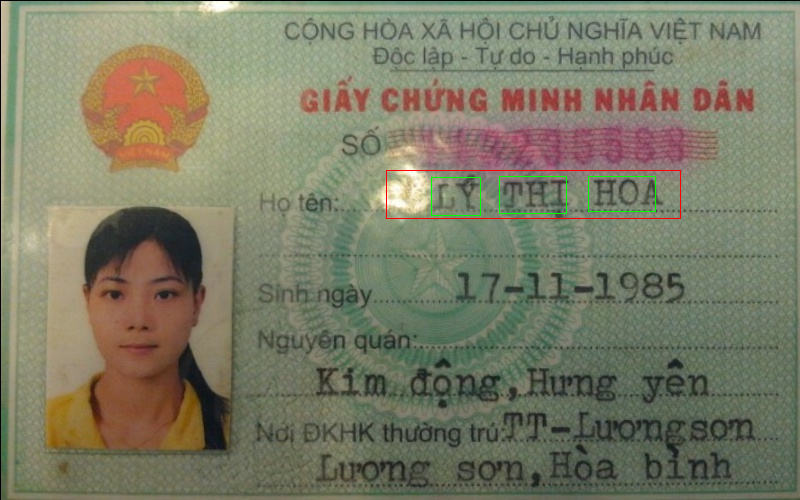 CỘNG HÒA XÃ HỘI CHỦ NGHĨA VIỆT NAM
Độc lập - Tự do - Hạnh phúc
GIẤY CHỨNG MINH NHÂN DÂN
SỐ
Họ tên: LÝ THỊ HOA
Sinh ngày 17-11-1985
Nguyên quán:
Kim động, Hưng yên
Nơi ĐKHK thường trú: TT-Lươngsơn
Lương sơn, Hòa bình